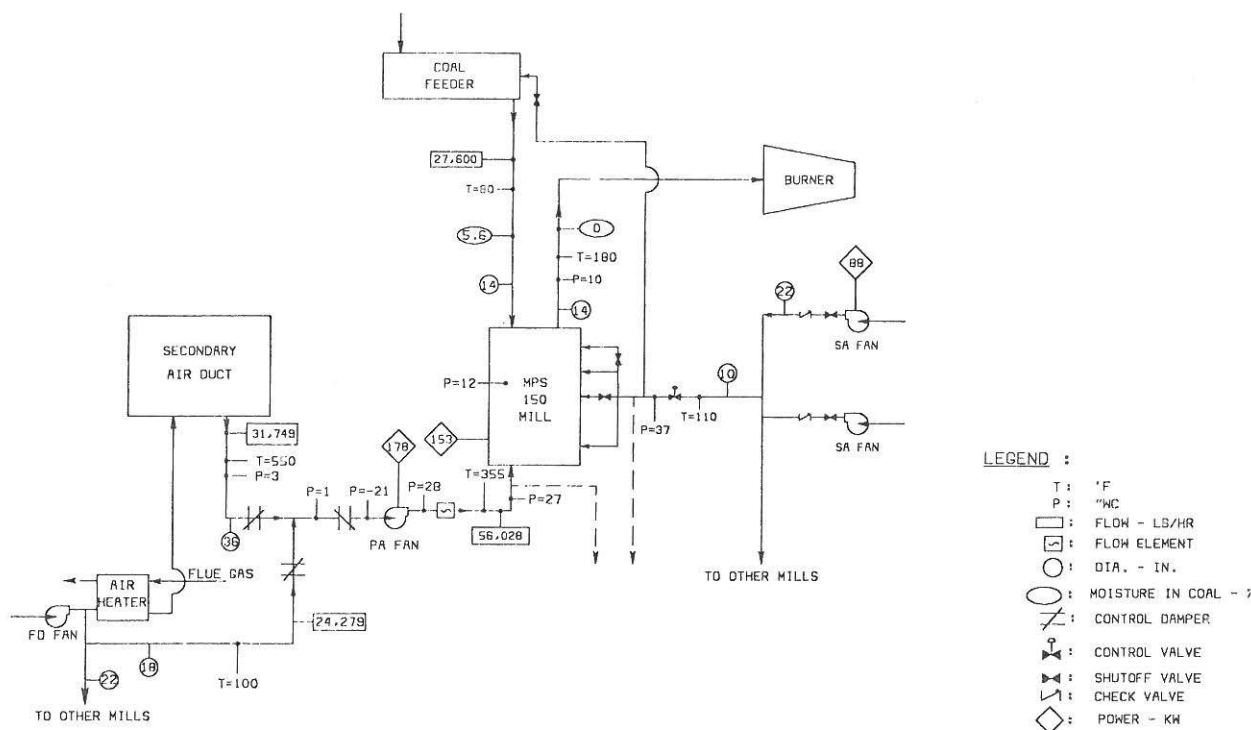 COAL
FEEDER
27,600
T=80
5.6
14
0
T=180
P=10
14
BURNER
88
22
SA FAN
SECONDARY
AIR DUCT
P=12
MPS
150
MILL
10
P=37
T=110
SA FAN
31,749
T=550
P=3
153
178
T=355
P=1
P=-21
P=28
P=27
36
PA FAN
56,028
FLUE GAS
AIR
HEATER
FD FAN
24,279
18
T=100
22
TO OTHER MILLS
TO OTHER MILLS
LEGEND :
T : °F
P : "WC
: FLOW - LB/HR
: FLOW ELEMENT
: DIA. - IN.
: MOISTURE IN COAL - %
: CONTROL DAMPER
: CONTROL VALVE
: SHUTOFF VALVE
: CHECK VALVE
: POWER - KW